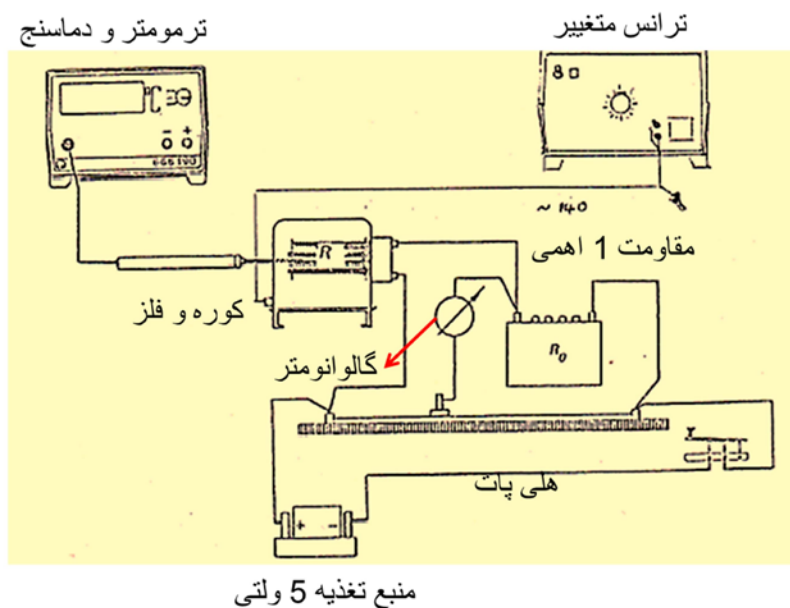 ترانس متغییر
ترمومتر و دماسنج
~ 140
مقاومت 1 اهمی
R
کوره و فلز
گالوانومتر
R₀
هلی پات
+ −
منبع تغذیه 5 ولتی